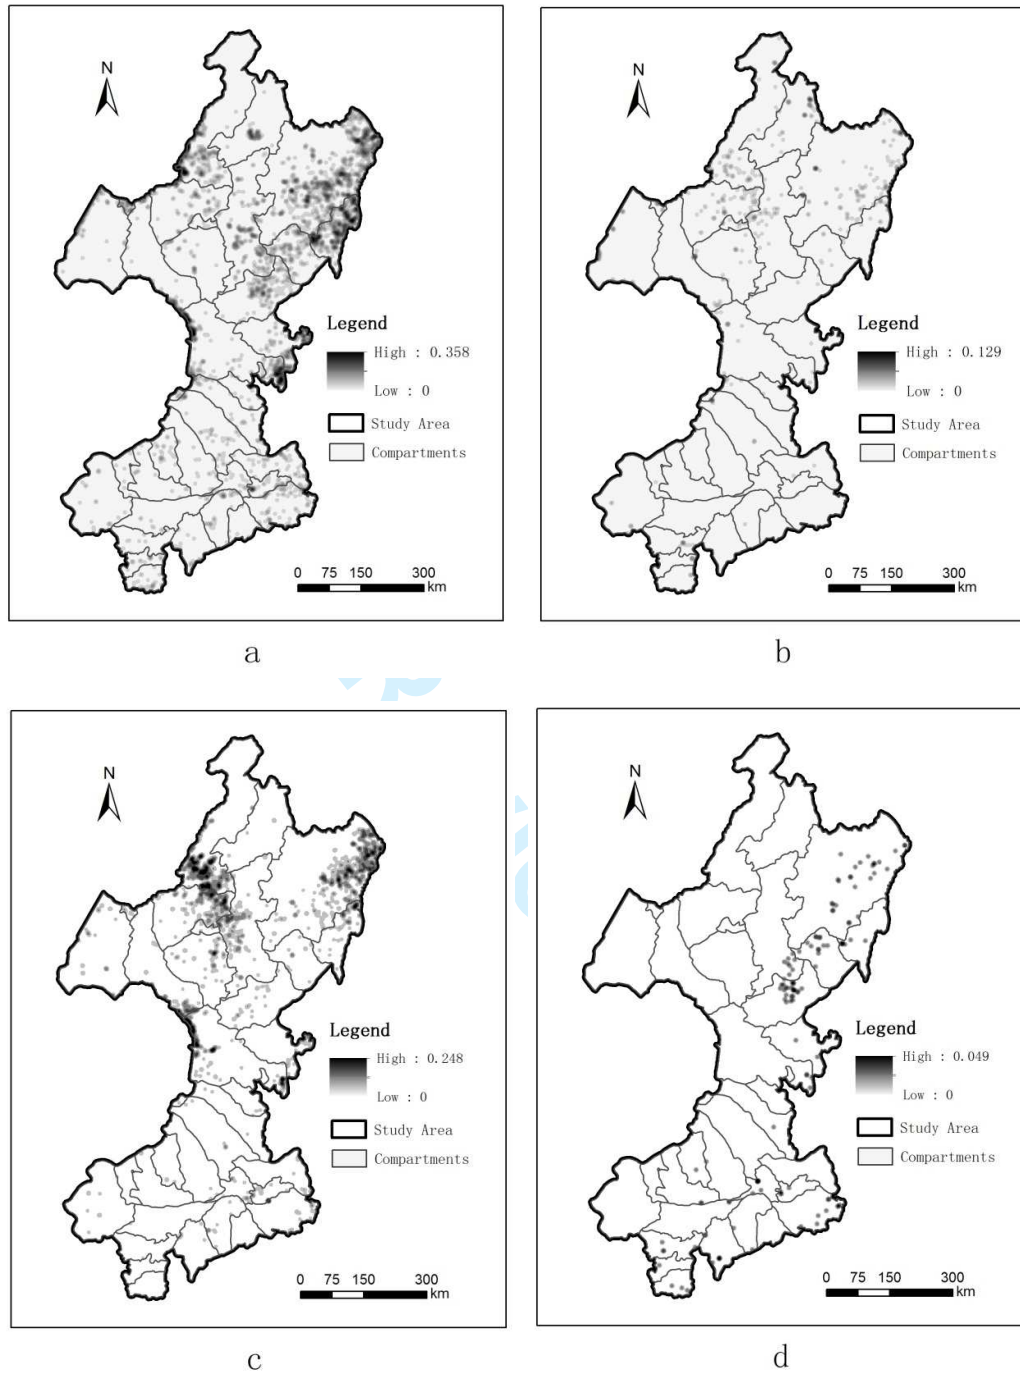 N
Legend
High : 0.358
Low : 0
Study Area
Compartments
0 75 150 300
km
a
N
Legend
High : 0.129
Low : 0
Study Area
Compartments
0 75 150 300
km
b
N
Legend
High : 0.248
Low : 0
Study Area
Compartments
0 75 150 300
km
c
N
Legend
High : 0.049
Low : 0
Study Area
Compartments
0 75 150 300
km
d